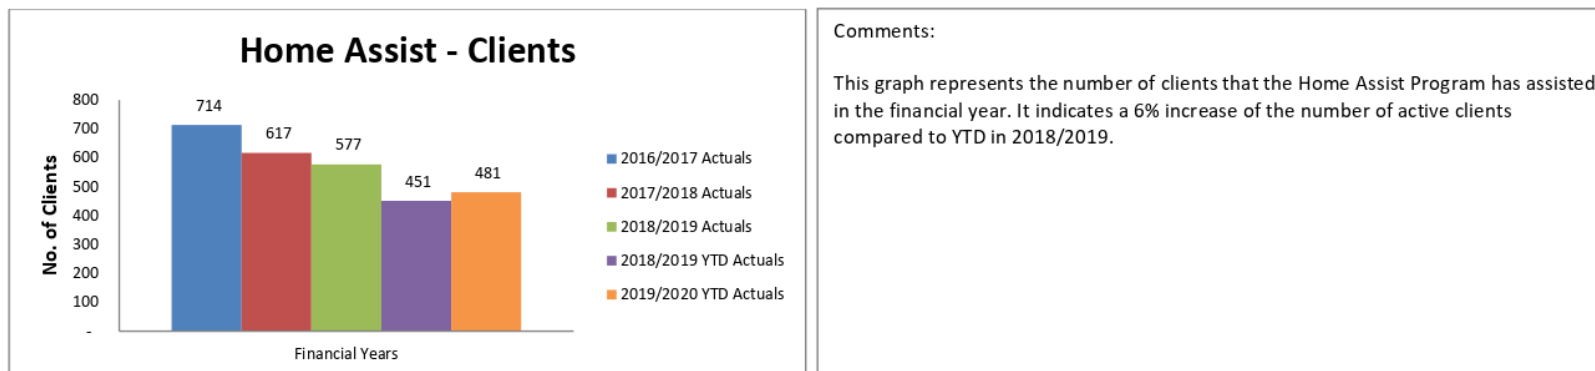 Home Assist - Clients
800
700
600
500
400
300
200
100
-
No. of Clients
714
617
577
451
481
Financial Years
2016/2017 Actuals
2017/2018 Actuals
2018/2019 Actuals
2018/2019 YTD Actuals
2019/2020 YTD Actuals
Comments:
This graph represents the number of clients that the Home Assist Program has assisted
in the financial year. It indicates a 6% increase of the number of active clients
compared to YTD in 2018/2019.